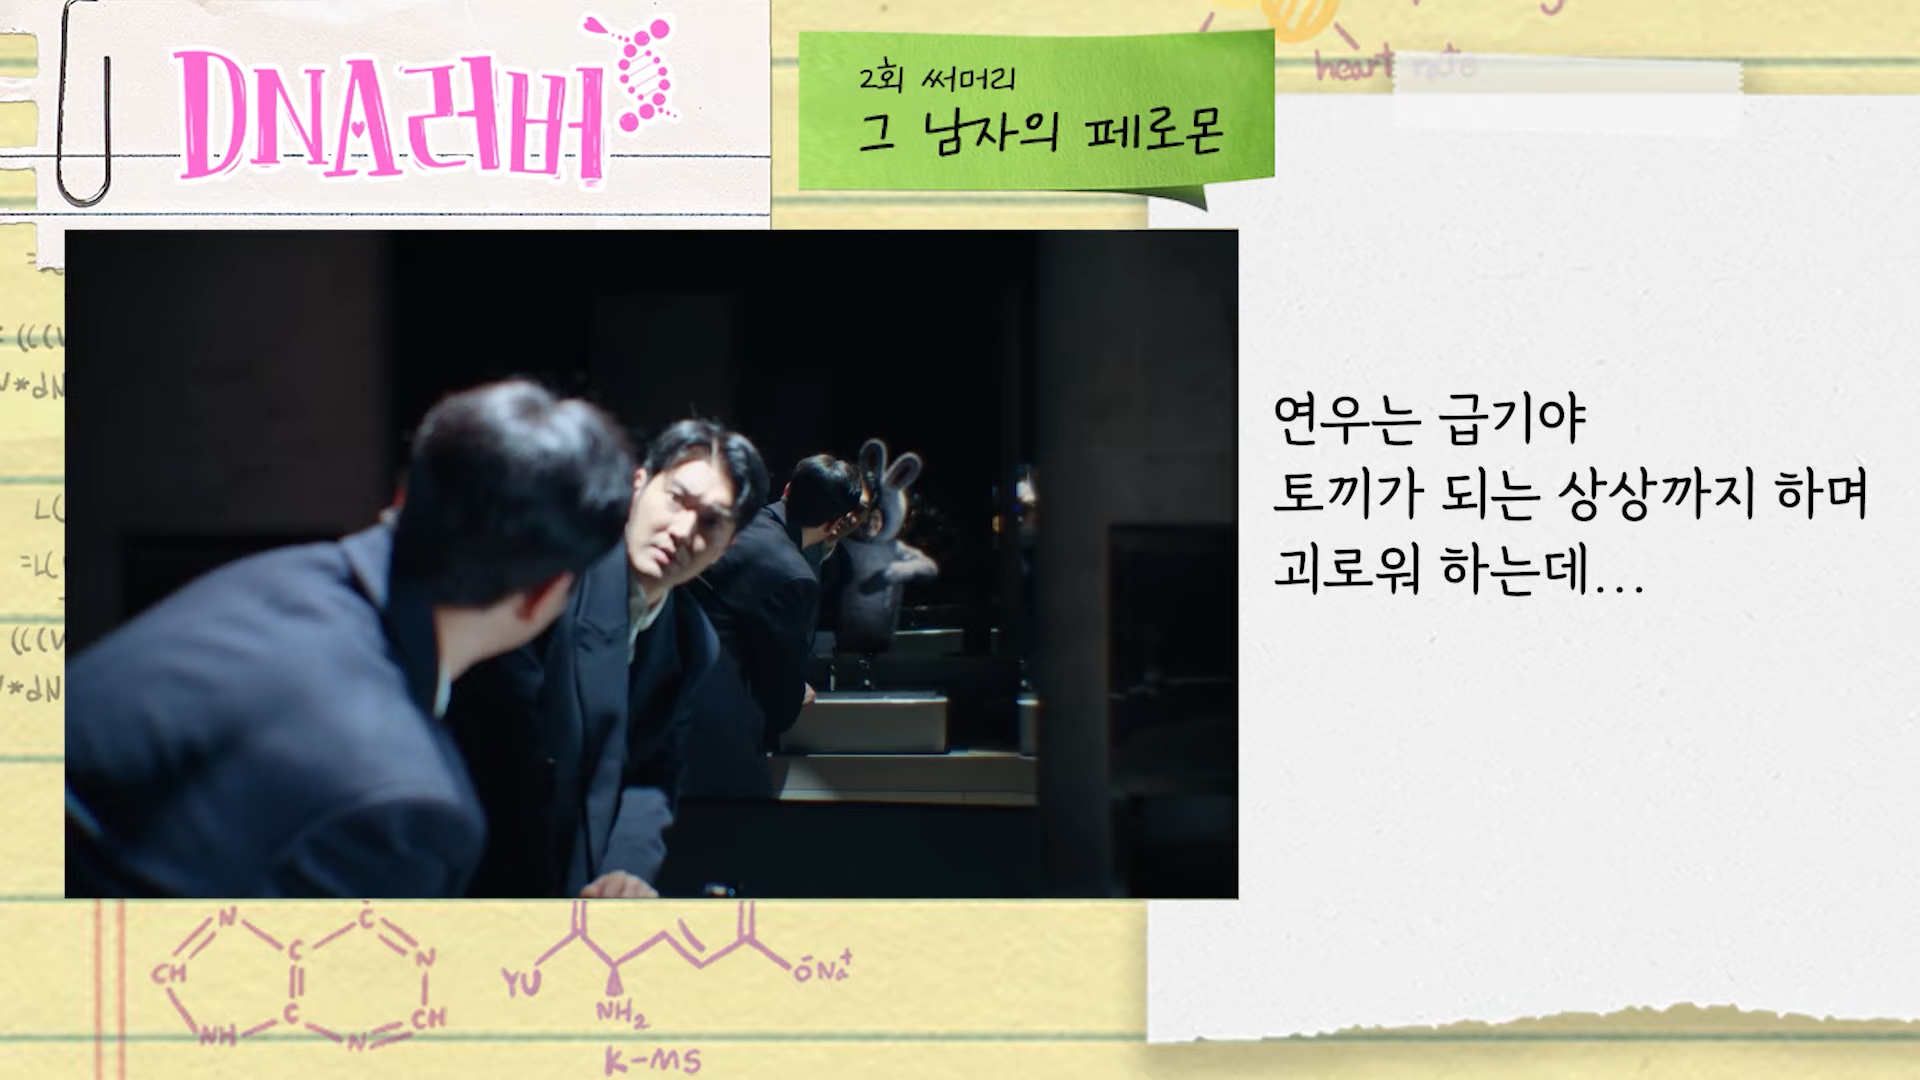 DNA러버
2회 써머리
그 남자의 페로몬
heart rate
연우는 급기야
토끼가 되는 상상까지 하며
괴로워 하는데...
N
C
CH
C
N
C
NH
N
CH
YU
NH₂
ŌNa⁺
K-MS